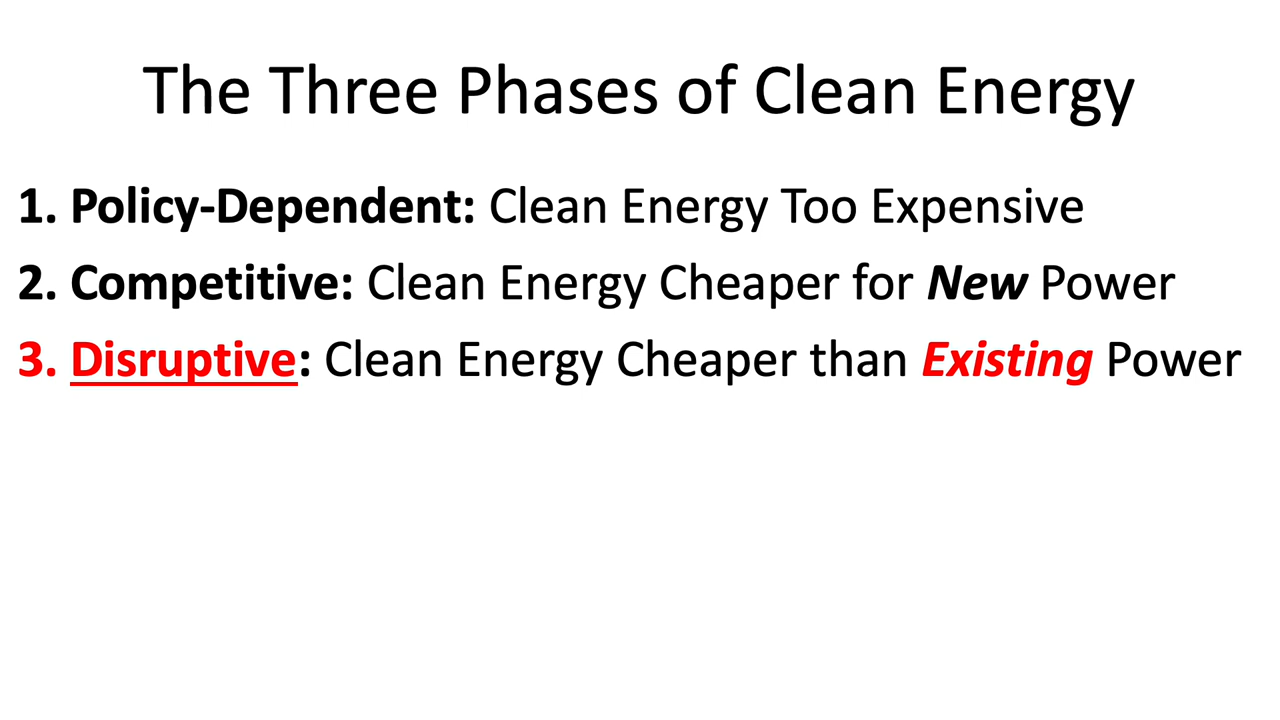 The Three Phases of Clean Energy
1. Policy-Dependent: Clean Energy Too Expensive
2. Competitive: Clean Energy Cheaper for New Power
3. Disruptive: Clean Energy Cheaper than Existing Power